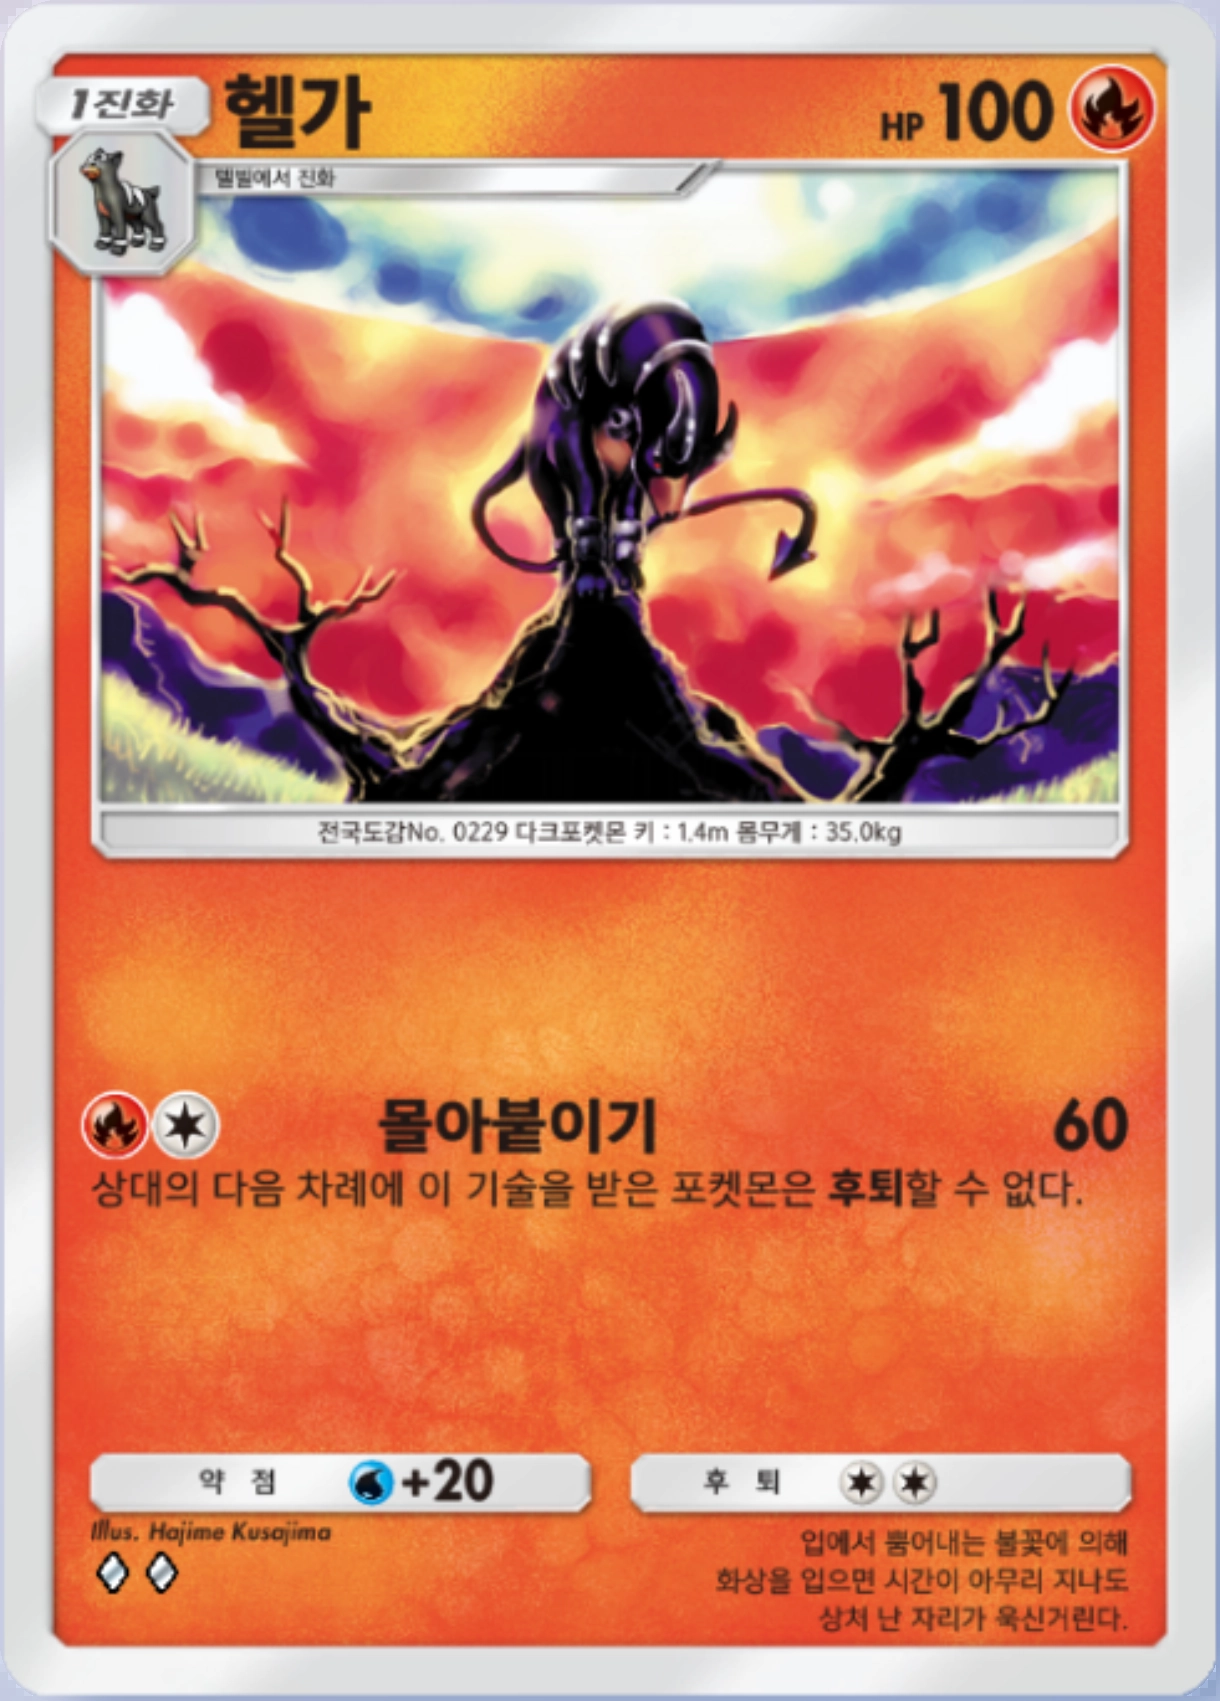 1진화
헬가
HP 100
델빌에서 진화
전국도감No. 0229 다크포켓몬 키 : 1.4m 몸무게 : 35.0kg
몰아붙이기 60
상대의 다음 차례에 이 기술을 받은 포켓몬은 후퇴할 수 없다.
약 점 +20
후 퇴
Illus. Hajime Kusajima
입에서 뿜어내는 불꽃에 의해
화상을 입으면 시간이 아무리 지나도
상처 난 자리가 욱신거린다.